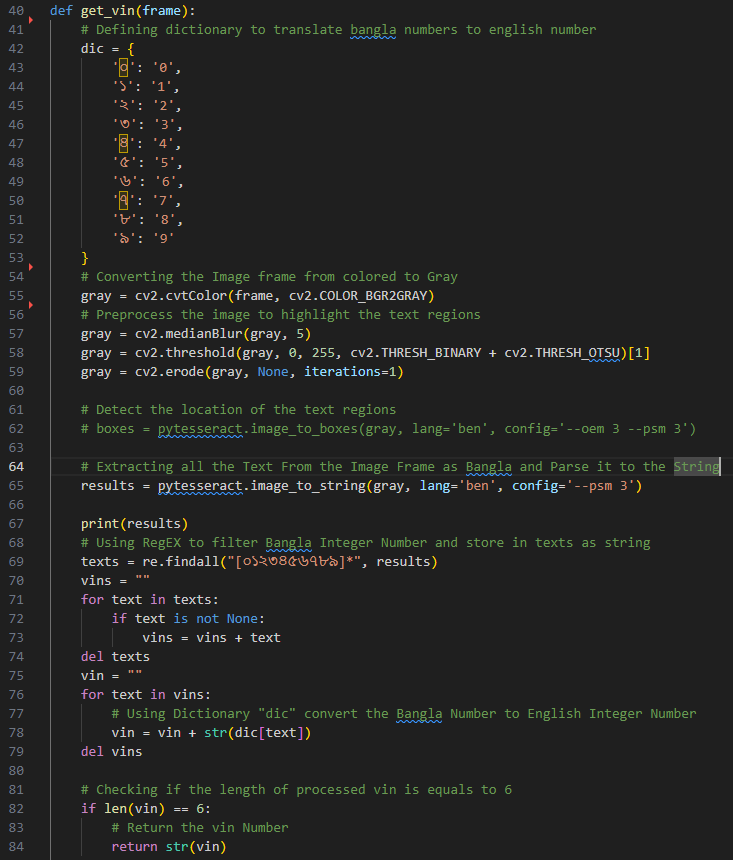 40 def get_vin(frame):
41     # Defining dictionary to translate bangla numbers to english number
42     dic = {
43         '০': '0',
44         '১': '1',
45         '২': '2',
46         '৩': '3',
47         '৪': '4',
48         '৫': '5',
49         '৬': '6',
50         '৭': '7',
51         '৮': '8',
52         '৯': '9'
53     }
54     # Converting the Image frame from colored to Gray
55     gray = cv2.cvtColor(frame, cv2.COLOR_BGR2GRAY)
56     # Preprocess the image to highlight the text regions
57     gray = cv2.medianBlur(gray, 5)
58     gray = cv2.threshold(gray, 0, 255, cv2.THRESH_BINARY + cv2.THRESH_OTSU)[1]
59     gray = cv2.erode(gray, None, iterations=1)
60
61     # Detect the location of the text regions
62     # boxes = pytesseract.image_to_boxes(gray, lang='ben', config='--oem 3 --psm 3')
63
64     # Extracting all the Text From the Image Frame as Bangla and Parse it to the String
65     results = pytesseract.image_to_string(gray, lang='ben', config='--psm 3')
66
67     print(results)
68     # Using RegEX to filter Bangla Integer Number and store in texts as string
69     texts = re.findall("[০১২৩৪৫৬৭৮৯]*", results)
70     vins = ""
71     for text in texts:
72         if text is not None:
73             vins = vins + text
74     del texts
75     vin = ""
76     for text in vins:
77         # Using Dictionary "dic" convert the Bangla Number to English Integer Number
78         vin = vin + str(dic[text])
79     del vins
80
81     # Checking if the length of processed vin is equals to 6
82     if len(vin) == 6:
83         # Return the vin Number
84         return str(vin)